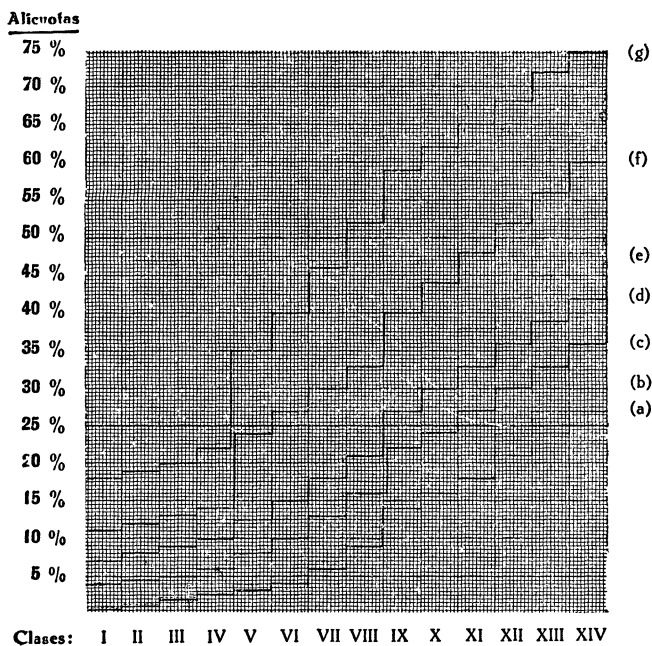 Alicuotas
75 % (g)
70 %
65 %
60 % (f)
55 %
50 %
45 % (e)
40 % (d)
35 % (c)
30 % (b)
25 % (a)
20 %
15 %
10 %
5 %
Clases: I II III IV V VI VII VIII IX X XI XII XIII XIV